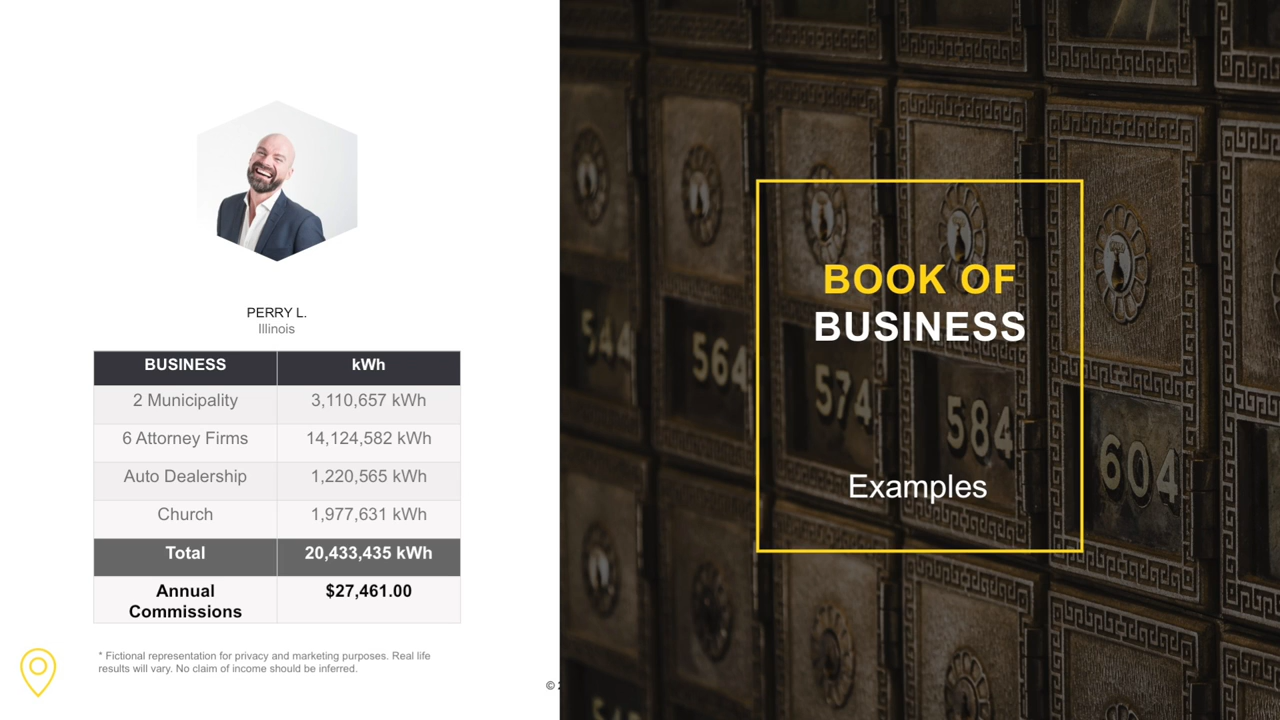 PERRY L.
Illinois
BUSINESS kWh
2 Municipality 3,110,657 kWh
6 Attorney Firms 14,124,582 kWh
Auto Dealership 1,220,565 kWh
Church 1,977,631 kWh
Total 20,433,435 kWh
Annual Commissions $27,461.00
* Fictional representation for privacy and marketing purposes. Real life
results will vary. No claim of income should be inferred.
©
BOOK OF
BUSINESS
Examples
544
564
574
584
604